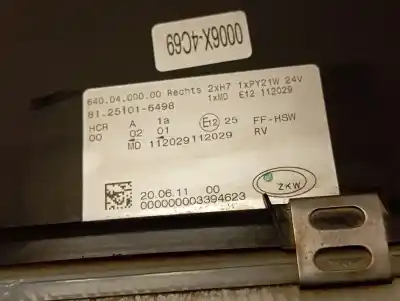 0006X-4C69
640.04.000.00 Rechts 2xH7 1xPY21W 24V
81.25101-6498 1xMD E12 112029
HCR A 1a E12 25 FF-HSW
00 02 01 RV
MD 112029112029
20.06.11 00
000000003394623
ZKW